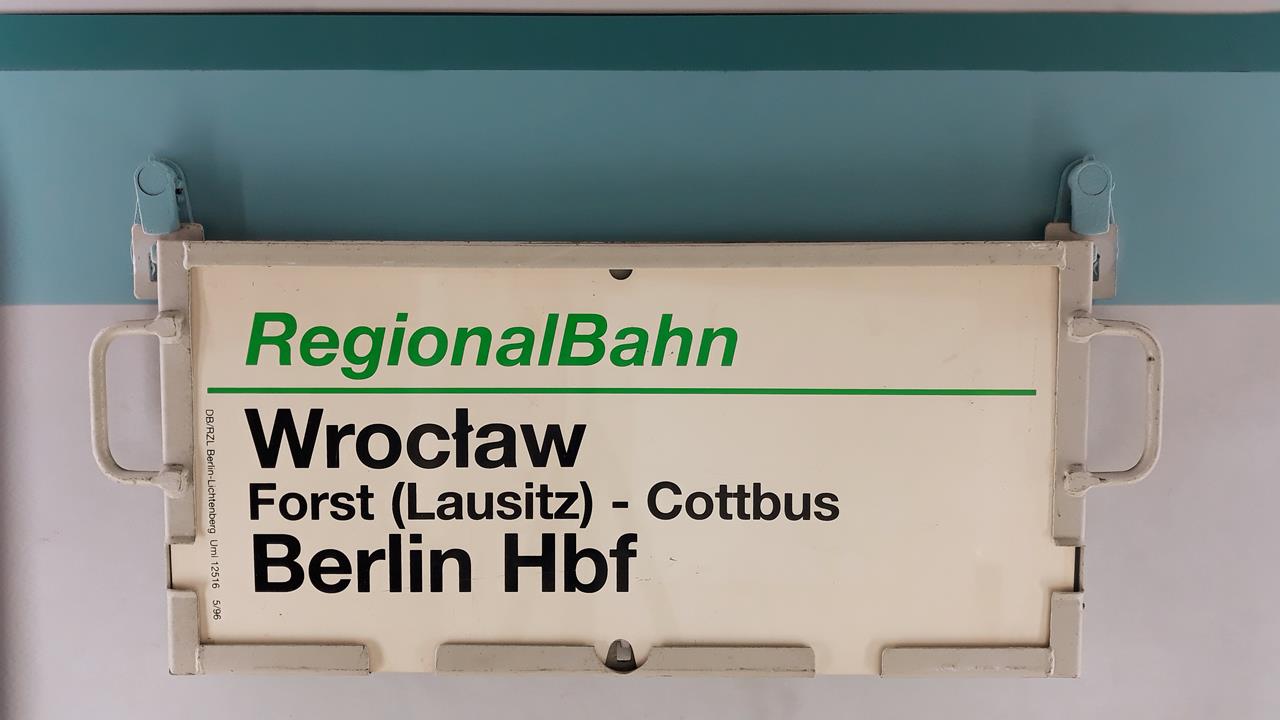 RegionalBahn
Wrocław
Forst (Lausitz) - Cottbus
Berlin Hbf
DB/RZL Berlin-Lichtenberg Uml 12516 5/96